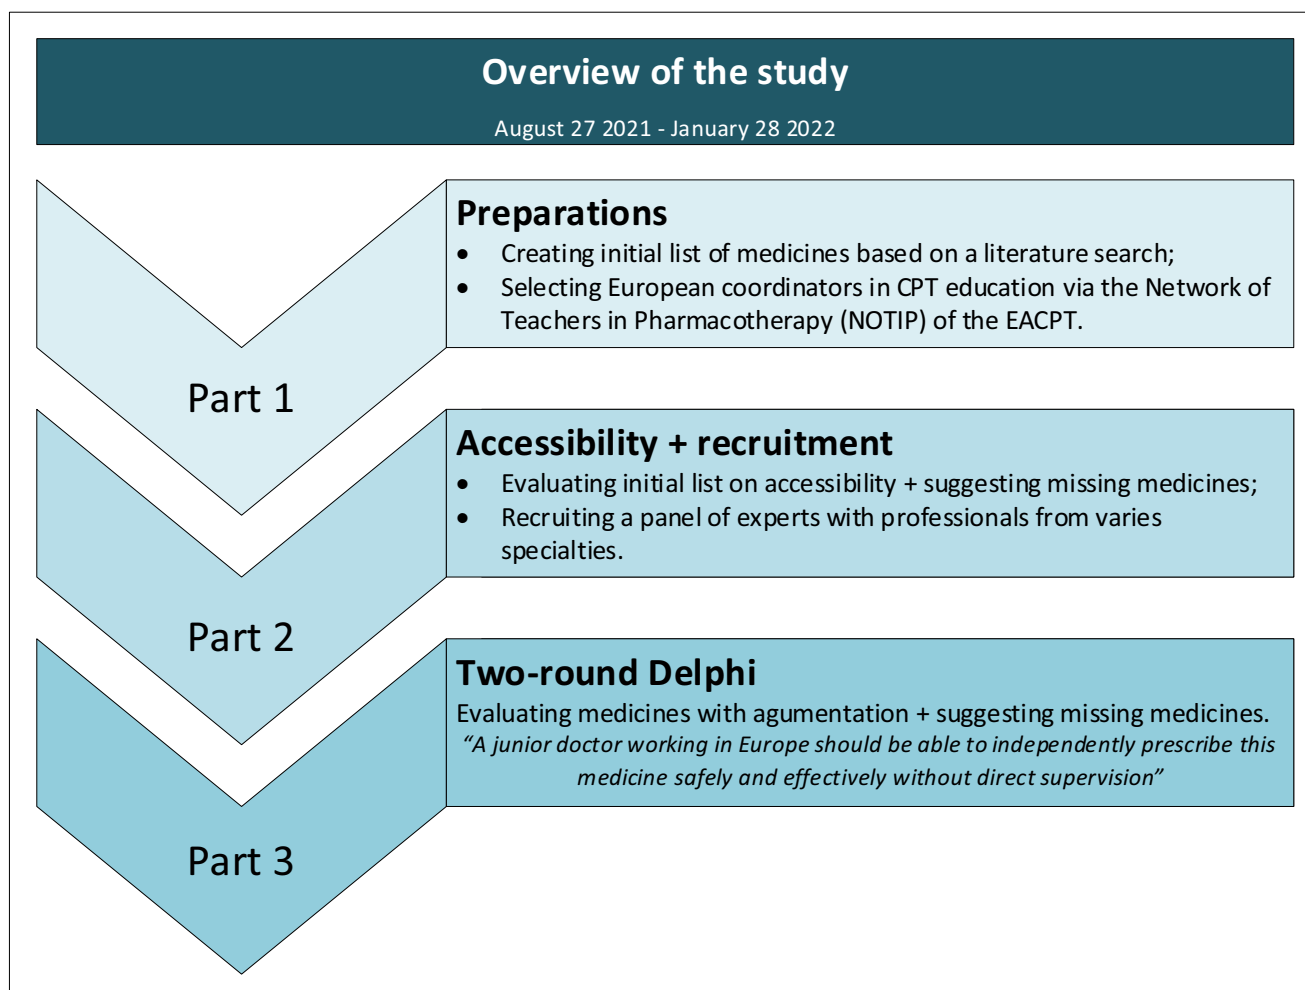 Overview of the study
August 27 2021 - January 28 2022
Part 1
Preparations
• Creating initial list of medicines based on a literature search;
• Selecting European coordinators in CPT education via the Network of
Teachers in Pharmacotherapy (NOTIP) of the EACPT.
Part 2
Accessibility + recruitment
• Evaluating initial list on accessibility + suggesting missing medicines;
• Recruiting a panel of experts with professionals from varies
specialties.
Part 3
Two-round Delphi
Evaluating medicines with agumentation + suggesting missing medicines.
“A junior doctor working in Europe should be able to independently prescribe this
medicine safely and effectively without direct supervision”